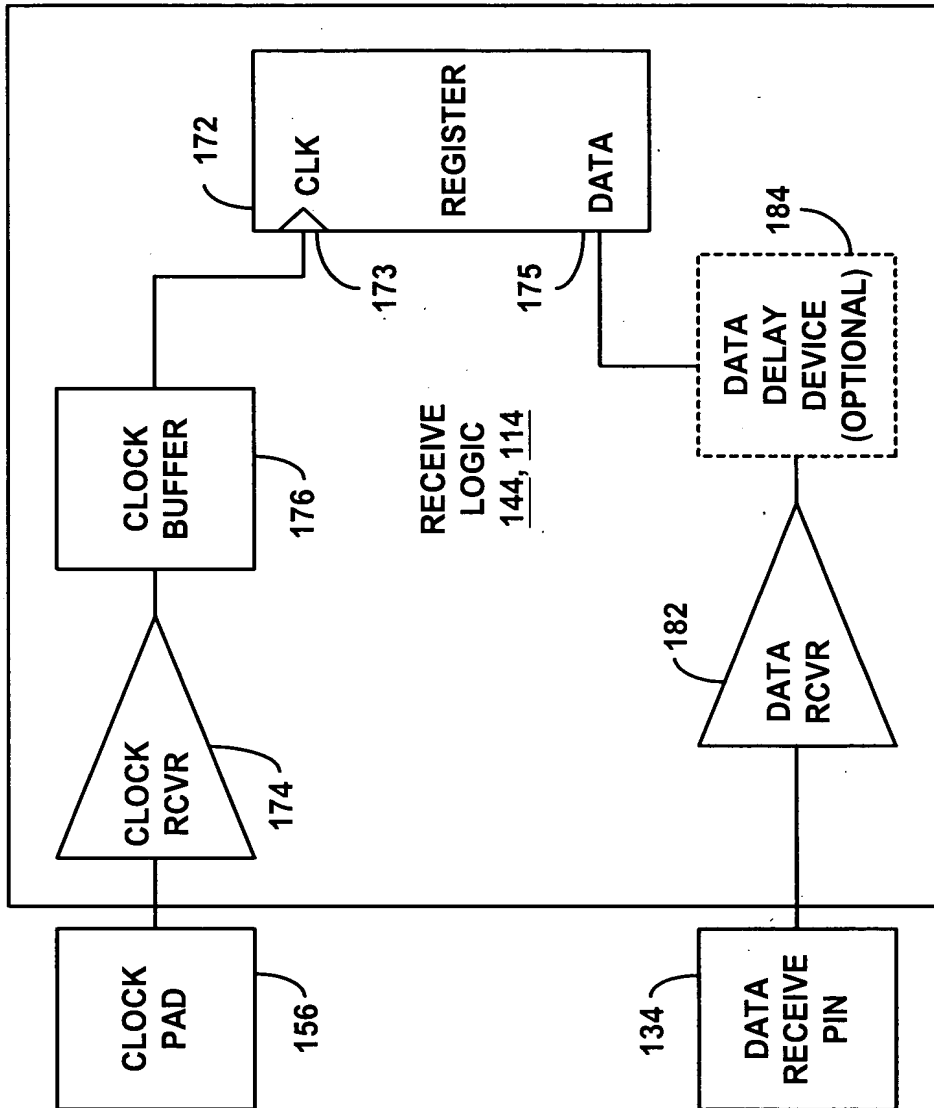 CLOCK
PAD
156
CLOCK
RCVR
174
CLOCK
BUFFER
176
172
CLK
173
REGISTER
DATA
175
RECEIVE
LOGIC
144, 114
DATA
RECEIVE
PIN
134
DATA
RCVR
182
DATA
DELAY
DEVICE
(OPTIONAL)
184